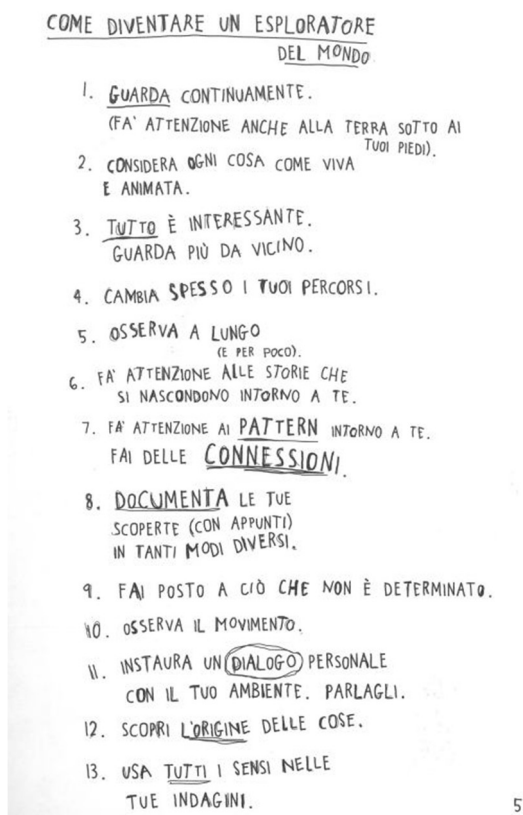 COME DIVENTARE UN ESPLORATORE
DEL MONDO
1. GUARDA CONTINUAMENTE.
(FA' ATTENZIONE ANCHE ALLA TERRA SOTTO AI
TUOI PIEDI).
2. CONSIDERA OGNI COSA COME VIVA
E ANIMATA.
3. TUTTO È INTERESSANTE.
GUARDA PIÙ DA VICINO.
4. CAMBIA SPESSO I TUOI PERCORSI.
5. OSSERVA A LUNGO
(E PER POCO).
6. FA' ATTENZIONE ALLE STORIE CHE
SI NASCONDONO INTORNO A TE.
7. FA' ATTENZIONE AI PATTERN INTORNO A TE.
FAI DELLE CONNESSIONI.
8. DOCUMENTA LE TUE
SCOPERTE (CON APPUNTI)
IN TANTI MODI DIVERSI.
9. FAI POSTO A CIÒ CHE NON È DETERMINATO.
10. OSSERVA IL MOVIMENTO.
11. INSTAURA UN DIALOGO PERSONALE
CON IL TUO AMBIENTE. PARLAGLI.
12. SCOPRI L'ORIGINE DELLE COSE.
13. USA TUTTI I SENSI NELLE
TUE INDAGINI.
5